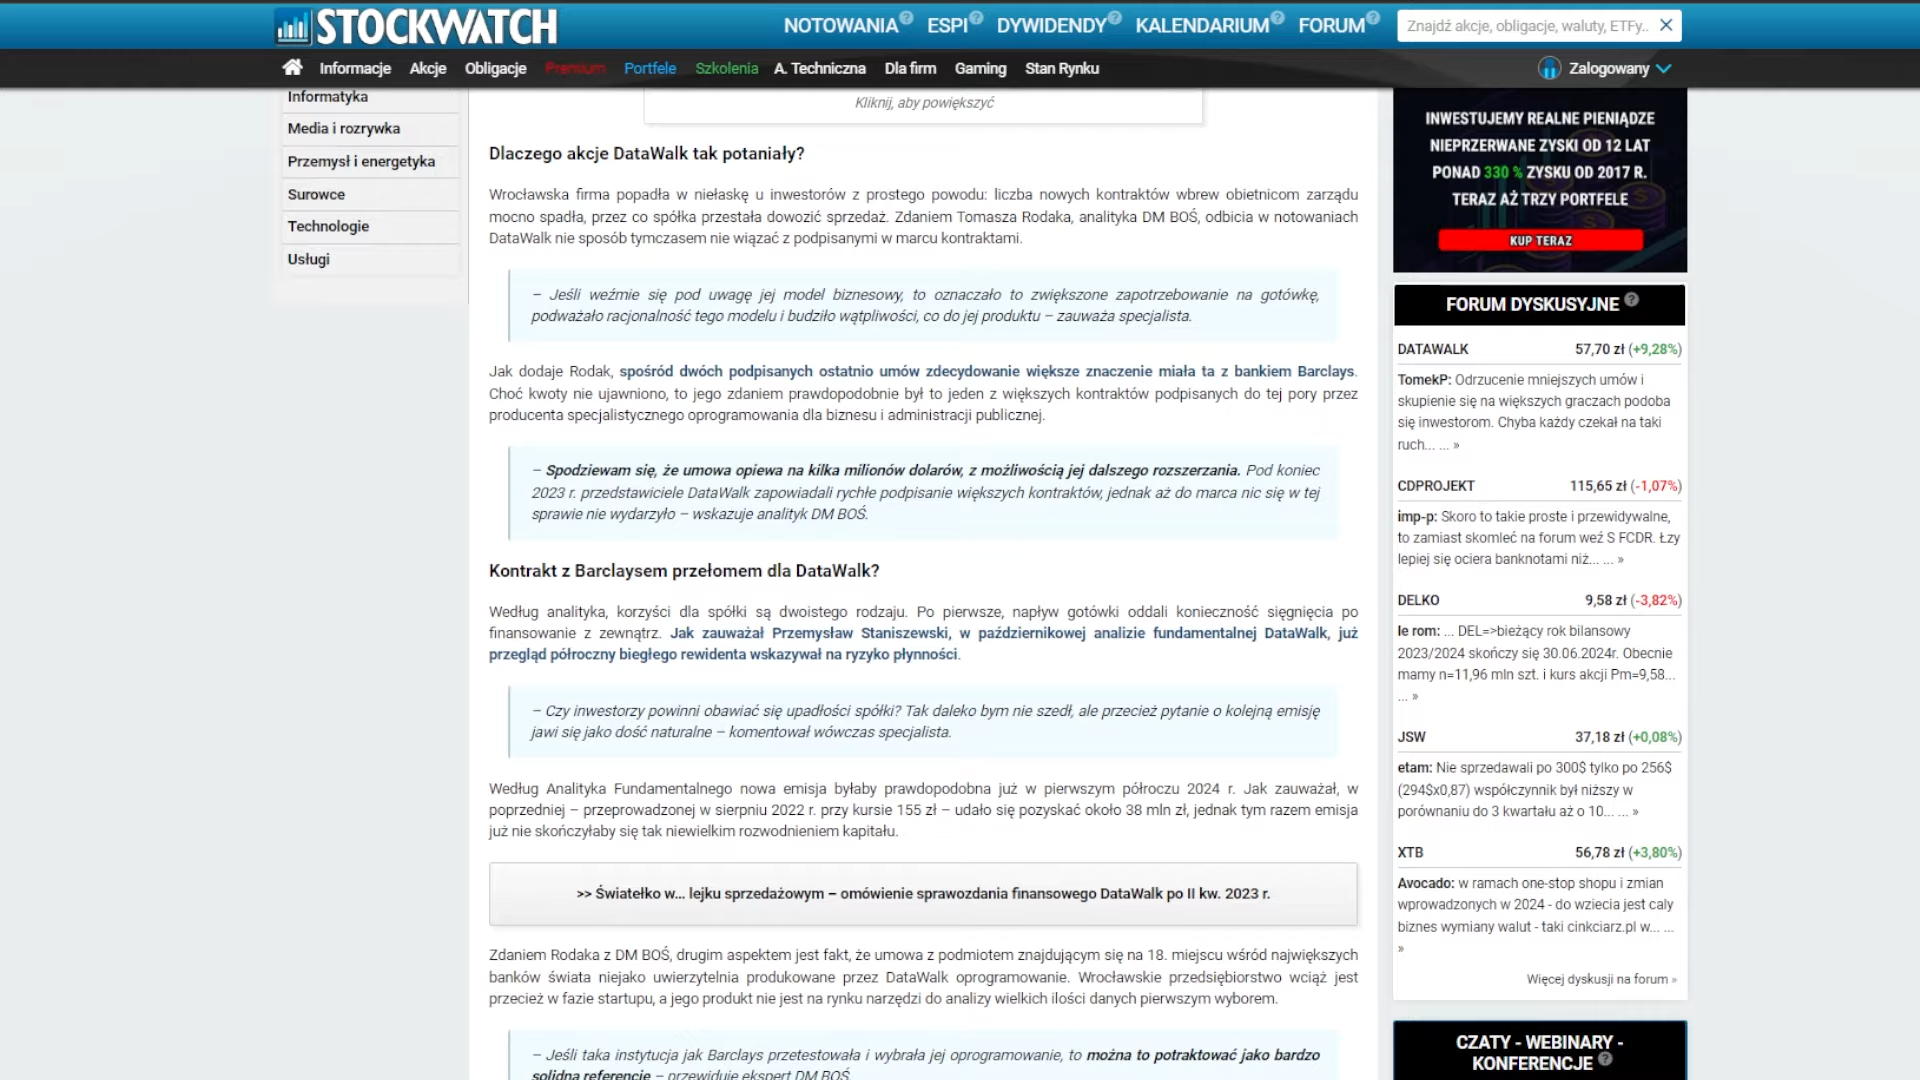 STOCKWATCH
NOTOWANIA ESPI DYWIDENDY KALENDARIUM FORUM
Znajdź akcje, obligacje, waluty, ETFy..
Informacje Akcje Obligacje Premium Portfele Szkolenia A. Techniczna Dla firm Gaming Stan Rynku
Zalogowany
Informatyka
Media i rozrywka
Przemysł i energetyka
Surowce
Technologie
Usługi
Kliknij, aby powiększyć
Dlaczego akcje DataWalk tak potaniały?
Wrocławska firma popadła w niełaskę u inwestorów z prostego powodu: liczba nowych kontraktów wbrew obietnicom zarządu
mocno spadła, przez co spółka przestała dowozić sprzedaż. Zdaniem Tomasza Rodaka, analityka DM BOŚ, odbicia w notowaniach
DataWalk nie sposób tymczasem nie wiązać z podpisanymi w marcu kontraktami.
– Jeśli weźmie się pod uwagę jej model biznesowy, to oznaczało to zwiększone zapotrzebowanie na gotówkę,
podważało racjonalność tego modelu i budziło wątpliwości, co do jej produktu – zauważa specjalista.
Jak dodaje Rodak, spośród dwóch podpisanych ostatnio umów zdecydowanie większe znaczenie miała ta z bankiem Barclays.
Choć kwoty nie ujawniono, to jego zdaniem prawdopodobnie był to jeden z większych kontraktów podpisanych do tej pory przez
producenta specjalistycznego oprogramowania dla biznesu i administracji publicznej.
– Spodziewam się, że umowa opiewa na kilka milionów dolarów, z możliwością jej dalszego rozszerzania. Pod koniec
2023 r. przedstawiciele DataWalk zapowiadali rychłe podpisanie większych kontraktów, jednak aż do marca nic się w tej
sprawie nie wydarzyło – wskazuje analityk DM BOŚ.
Kontrakt z Barclaysem przełomem dla DataWalk?
Według analityka, korzyści dla spółki są dwoistego rodzaju. Po pierwsze, napływ gotówki oddali konieczność sięgnięcia po
finansowanie z zewnątrz. Jak zauważał Przemysław Staniszewski, w październikowej analizie fundamentalnej DataWalk, już
przegląd półroczny biegłego rewidenta wskazywał na ryzyko płynności.
– Czy inwestorzy powinni obawiać się upadłości spółki? Tak daleko bym nie szedł, ale przecież pytanie o kolejną emisję
jawi się jako dość naturalne – komentował wówczas specjalista.
Według Analityka Fundamentalnego nowa emisja byłaby prawdopodobna już w pierwszym półroczu 2024 r. Jak zauważał, w
poprzedniej – przeprowadzonej w sierpniu 2022 r. przy kursie 155 zł – udało się pozyskać około 38 mln zł, jednak tym razem emisja
już nie skończyłaby się tak niewielkim rozwodnieniem kapitału.
>> Światełko w... lejku sprzedażowym – omówienie sprawozdania finansowego DataWalk po II kw. 2023 r.
Zdaniem Rodaka z DM BOŚ, drugim aspektem jest fakt, że umowa z podmiotem znajdującym się na 18. miejscu wśród największych
banków świata niejako uwierzytelnia produkowane przez DataWalk oprogramowanie. Wrocławskie przedsiębiorstwo wciąż jest
przecież w fazie startupu, a jego produkt nie jest na rynku narzędzi do analizy wielkich ilości danych pierwszym wyborem.
– Jeśli taka instytucja jak Barclays przetestowała i wybrała jej oprogramowanie, to można to potraktować jako bardzo
solidną referencję – przewiduje ekspert DM BOŚ.
INWESTUJEMY REALNE PIENIĄDZE
NIEPRZERWANE ZYSKI OD 12 LAT
PONAD 330 % ZYSKU OD 2017 R.
TERAZ AŻ TRZY PORTFELE
KUP TERAZ
FORUM DYSKUSYJNE
DATAWALK 57,70 zł (+9,28%)
TomekP: Odrzucenie mniejszych umów i
skupienie się na większych graczach podoba
się inwestorom. Chyba każdy czekał na taki
ruch... ... »
CDPROJEKT 115,65 zł (-1,07%)
imp-p: Skoro to takie proste i przewidywalne,
to zamiast skomleć na forum weź S FCDR. Łzy
lepiej się ociera banknotami niż... ... »
DELKO 9,58 zł (-3,82%)
le rom: ... DEL=>bieżący rok bilansowy
2023/2024 skończy się 30.06.2024r. Obecnie
mamy n=11,96 mln szt. i kurs akcji Pm=9,58...
... »
JSW 37,18 zł (+0,08%)
etam: Nie sprzedawali po 300$ tylko po 256$
(294$x0,87) współczynnik był niższy w
porównaniu do 3 kwartału aż o 10... ... »
XTB 56,78 zł (+3,80%)
Avocado: w ramach one-stop shopu i zmian
wprowadzonych w 2024 - do wziecia jest caly
biznes wymiany walut - taki cinkciarz.pl w... ...
»
Więcej dyskusji na forum »
CZATY - WEBINARY -
KONFERENCJE